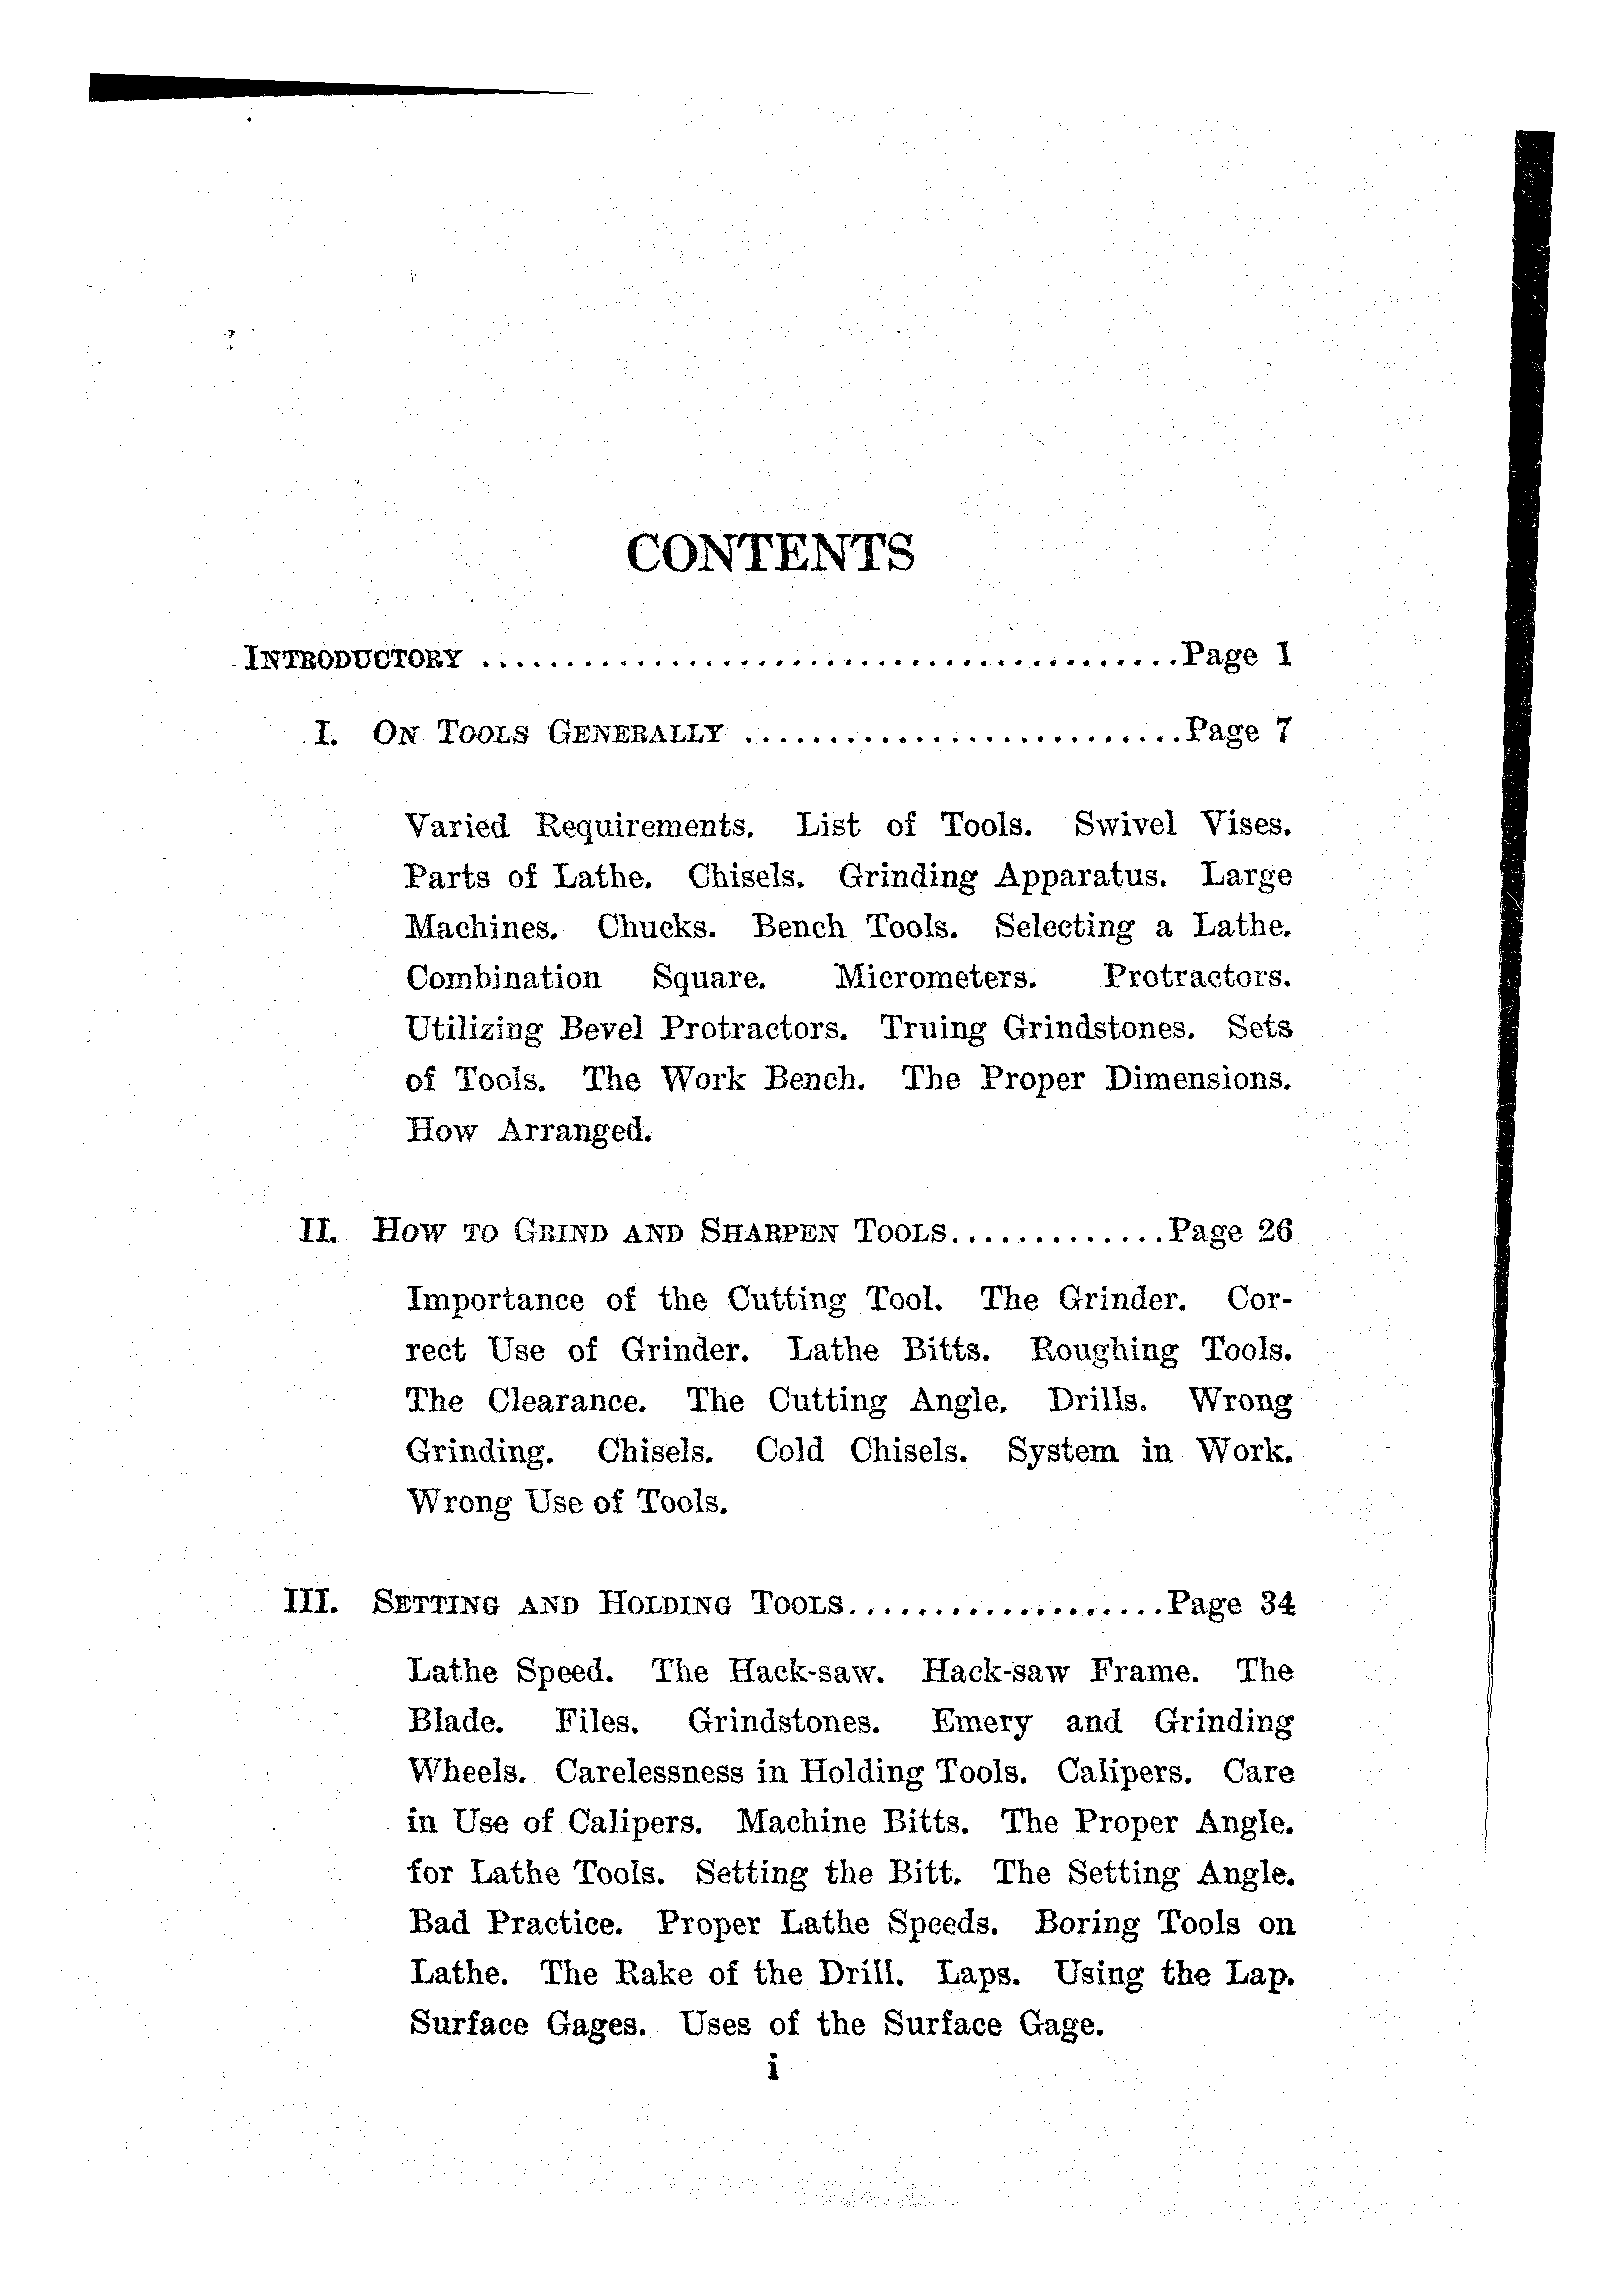 CONTENTS
INTRODUCTORY .........................................Page 1
I. ON TOOLS GENERALLY ..........................Page 7
Varied Requirements. List of Tools. Swivel Vises.
Parts of Lathe. Chisels. Grinding Apparatus. Large
Machines. Chucks. Bench Tools. Selecting a Lathe.
Combination Square. Micrometers. Protractors.
Utilizing Bevel Protractors. Truing Grindstones. Sets
of Tools. The Work Bench. The Proper Dimensions.
How Arranged.
II. HOW TO GRIND AND SHARPEN TOOLS.............Page 26
Importance of the Cutting Tool. The Grinder. Cor-
rect Use of Grinder. Lathe Bitts. Roughing Tools.
The Clearance. The Cutting Angle. Drills. Wrong
Grinding. Chisels. Cold Chisels. System in Work.
Wrong Use of Tools.
III. SETTING AND HOLDING TOOLS...................Page 34
Lathe Speed. The Hack-saw. Hack-saw Frame. The
Blade. Files. Grindstones. Emery and Grinding
Wheels. Carelessness in Holding Tools. Calipers. Care
in Use of Calipers. Machine Bitts. The Proper Angle.
for Lathe Tools. Setting the Bitt. The Setting Angle.
Bad Practice. Proper Lathe Speeds. Boring Tools on
Lathe. The Rake of the Drill. Laps. Using the Lap.
Surface Gages. Uses of the Surface Gage.
i